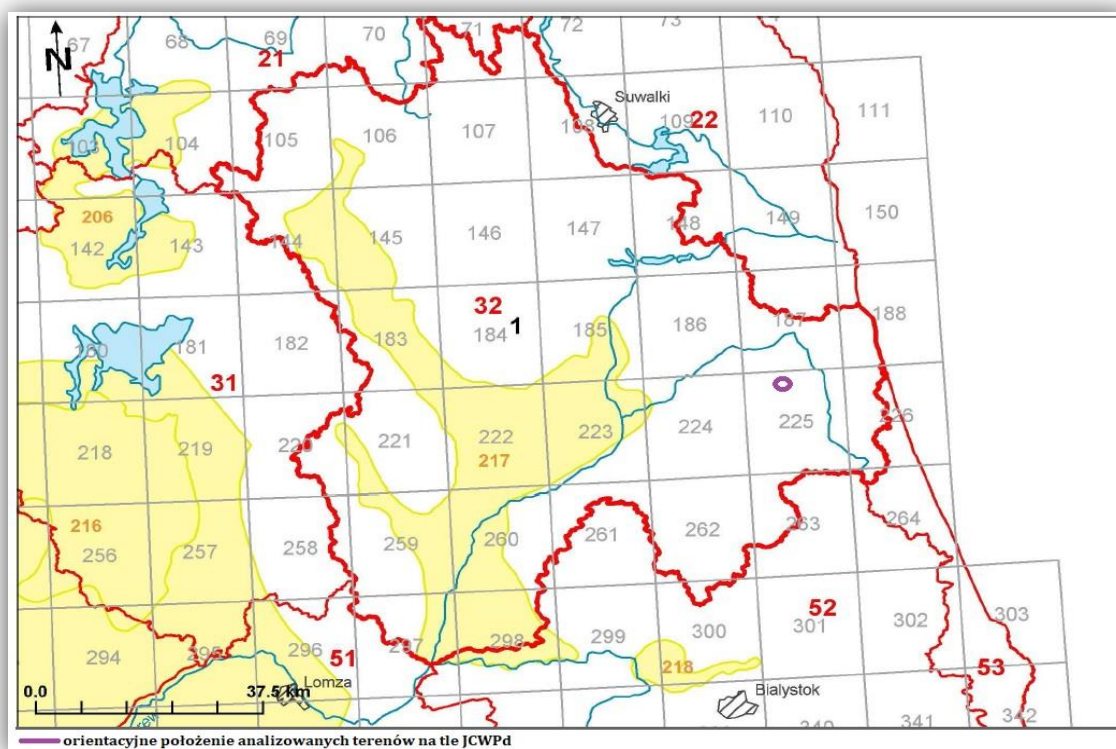 67 68 69 70 71 72 73
21
N
Suwalki
103 104 105 106 107 108 109 22 110 111
206
142 143 144 145 146 147 148 149 150
32
1
180 181 182 183 184 185 186 187 188
31
218 219 220 221 222 223 224 225 226
217
216
256 257 258 259 260 261 262 263 264
52
294 295 296 297 298 299 300 301 302 303
51
218
53
0.0 37.5 km
Lomza
Bialystok
340 341 342
orientacyjne położenie analizowanych terenów na tle JCWPd